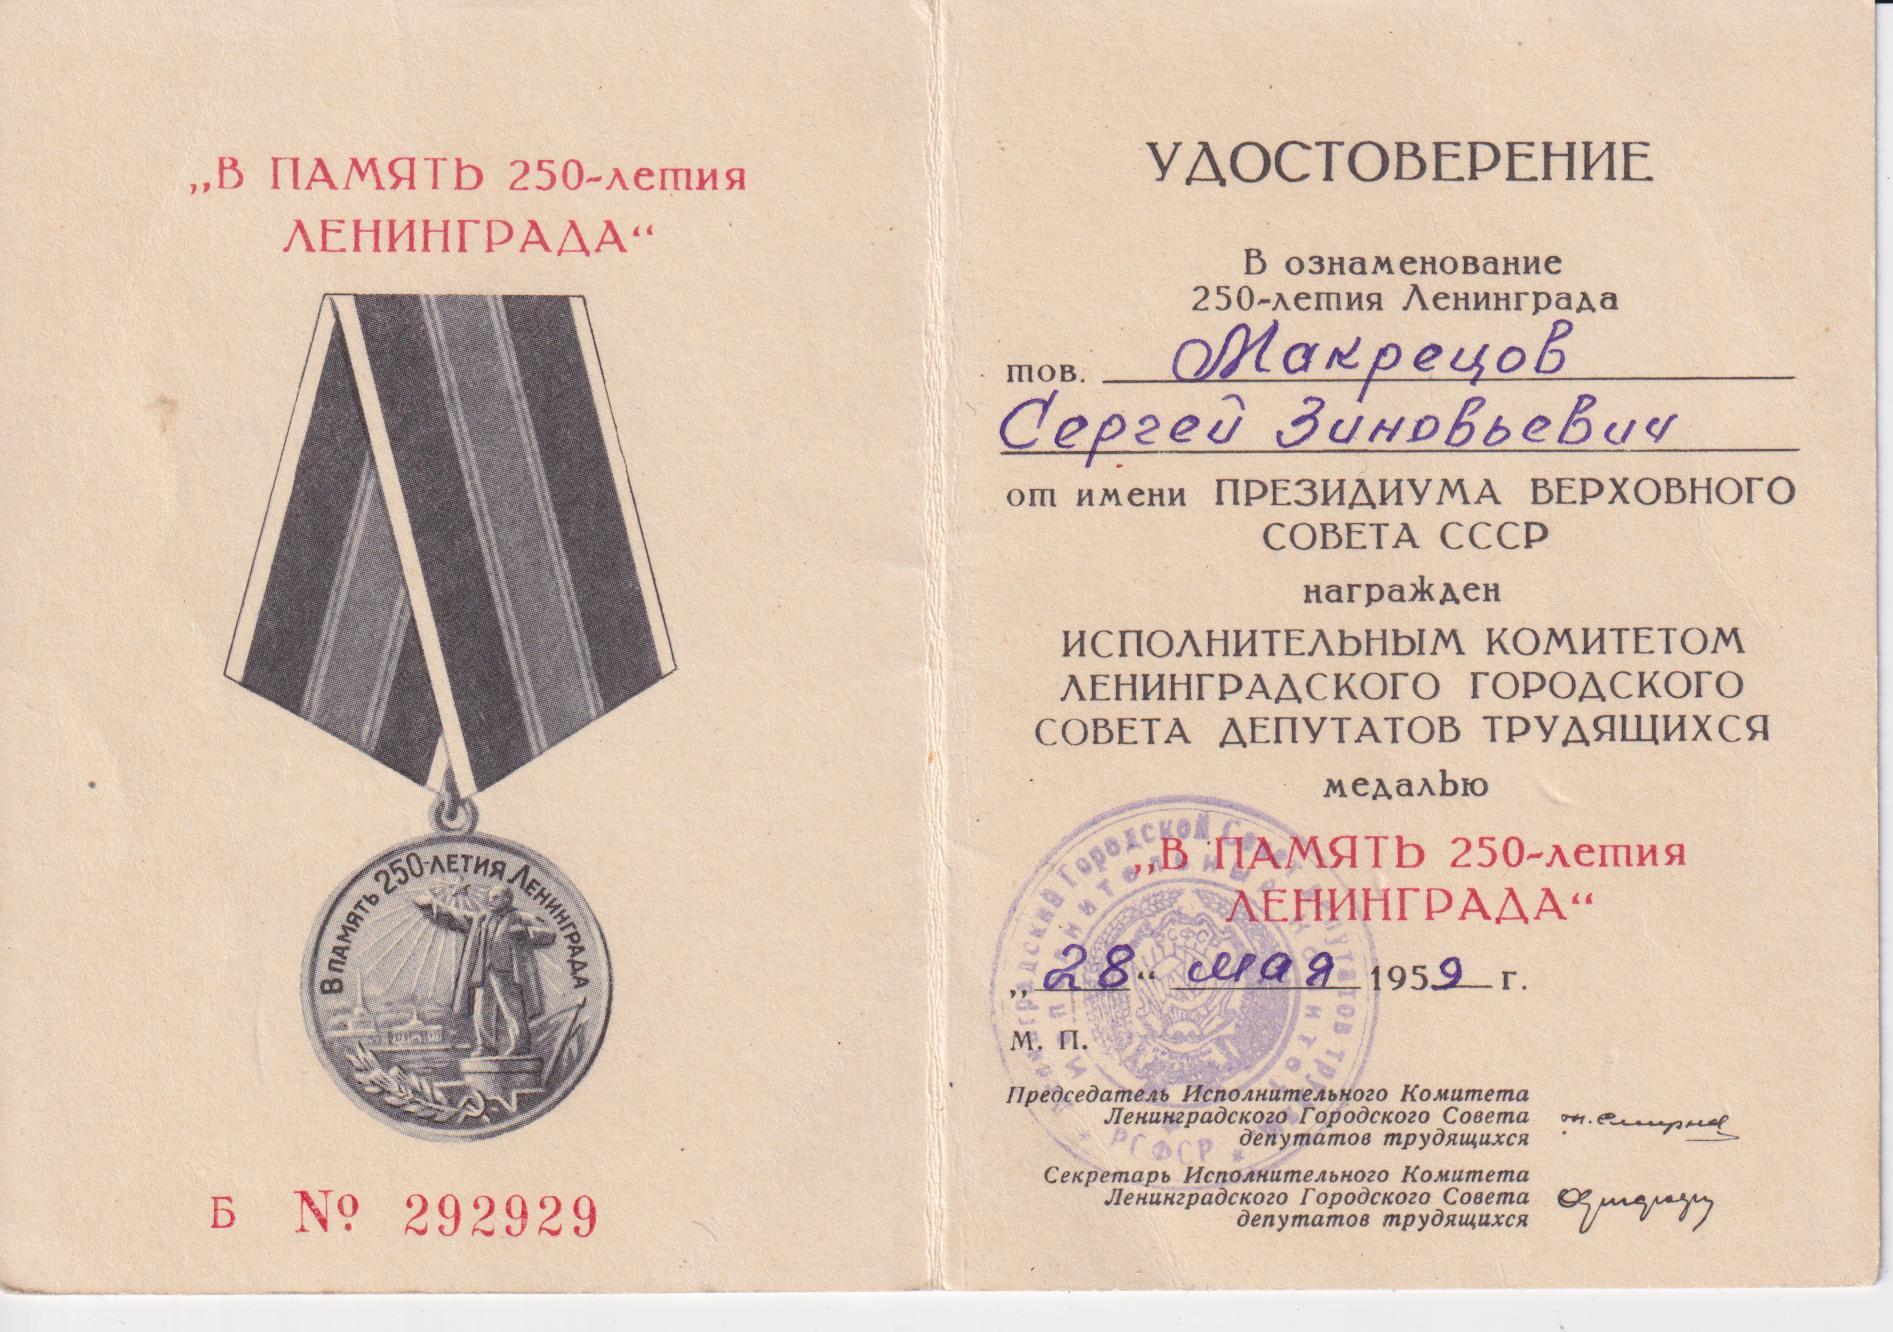 „В ПАМЯТЬ 250-летия
ЛЕНИНГРАДА“
В ПАМЯТЬ 250-ЛЕТИЯ ЛЕНИНГРАДА
Б № 292929
УДОСТОВЕРЕНИЕ
В ознаменование
250-летия Ленинграда
тов. Макрецов
Сергей Зиновьевич
от имени ПРЕЗИДИУМА ВЕРХОВНОГО
СОВЕТА СССР
награжден
ИСПОЛНИТЕЛЬНЫМ КОМИТЕТОМ
ЛЕНИНГРАДСКОГО ГОРОДСКОГО
СОВЕТА ДЕПУТАТОВ ТРУДЯЩИХСЯ
медалью
„В ПАМЯТЬ 250-летия
ЛЕНИНГРАДА“
„28“ мая 1959 г.
М. П.
Председатель Исполнительного Комитета
Ленинградского Городского Совета
депутатов трудящихся
Секретарь Исполнительного Комитета
Ленинградского Городского Совета
депутатов трудящихся
Городской Совет
РСФСР